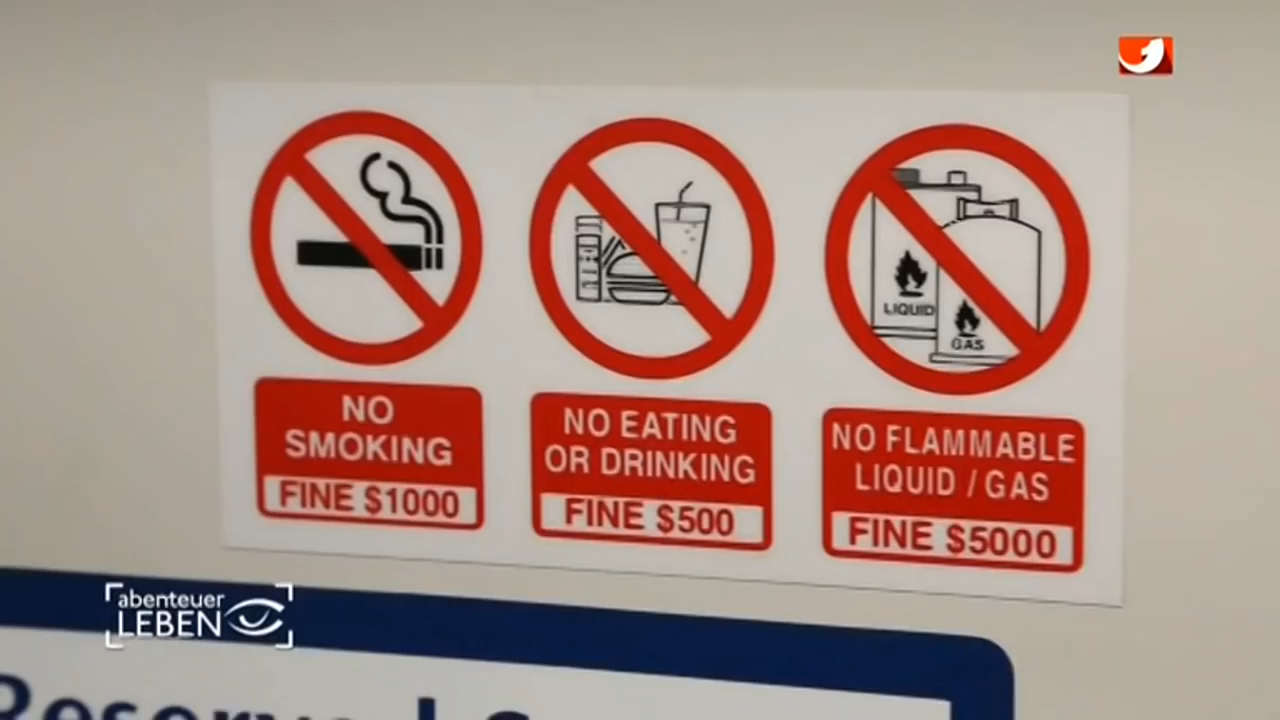 LIQUID
GAS
NO
SMOKING
FINE $1000
NO EATING
OR DRINKING
FINE $500
NO FLAMMABLE
LIQUID / GAS
FINE $5000
abenteuer
LEBEN
Reserved